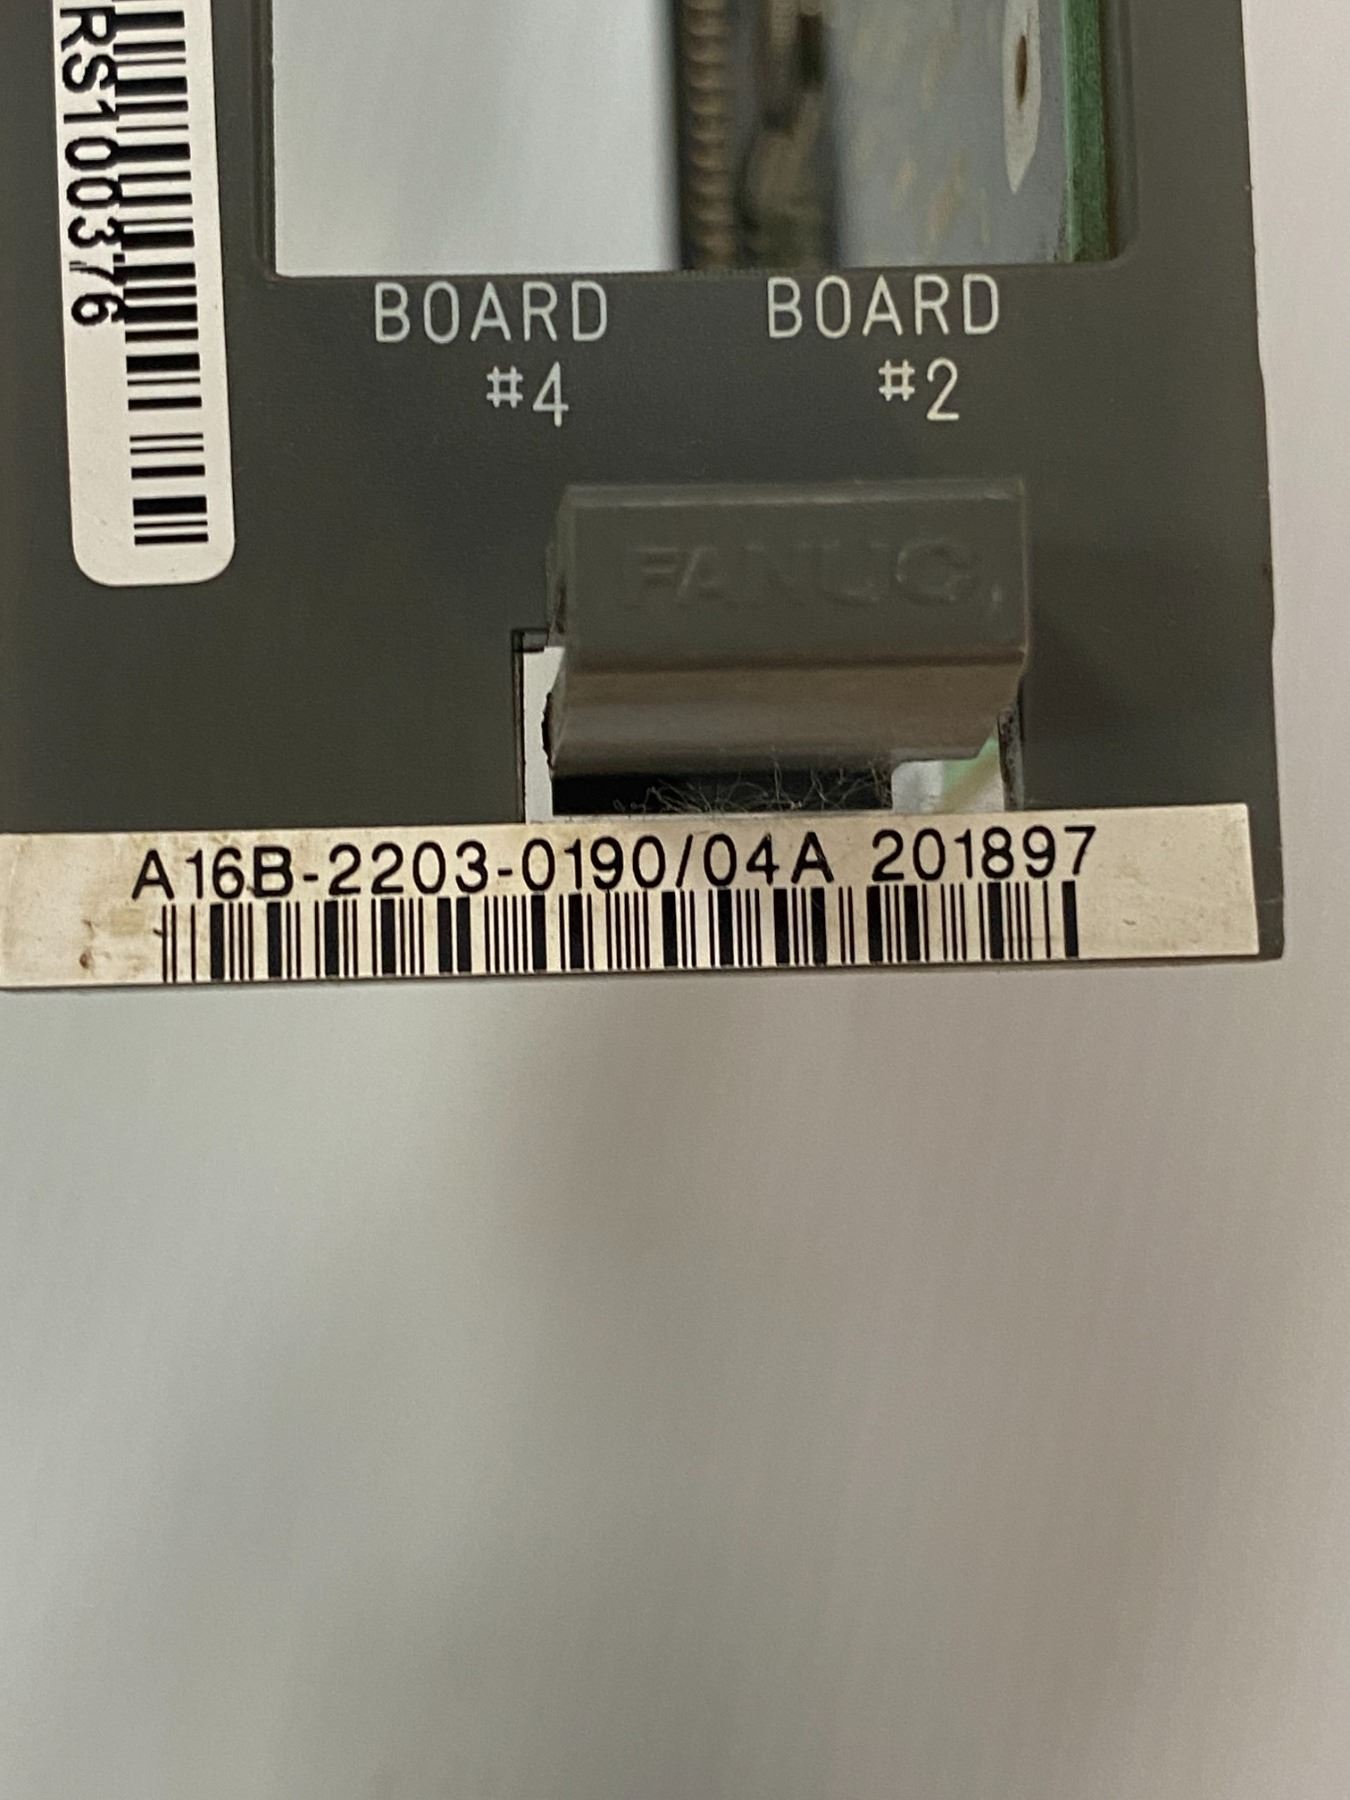 RS100376
BOARD
#4
BOARD
#2
FANUC
A16B-2203-0190/04A 201897